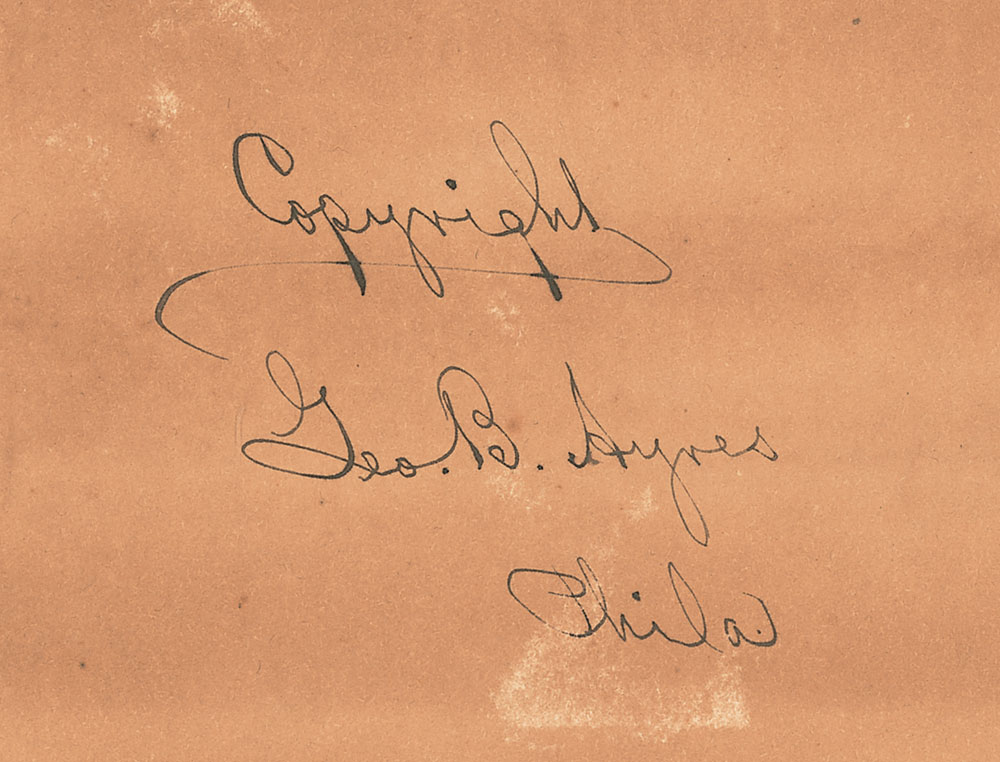 Copyright
Geo. B. Ayres
Phila.